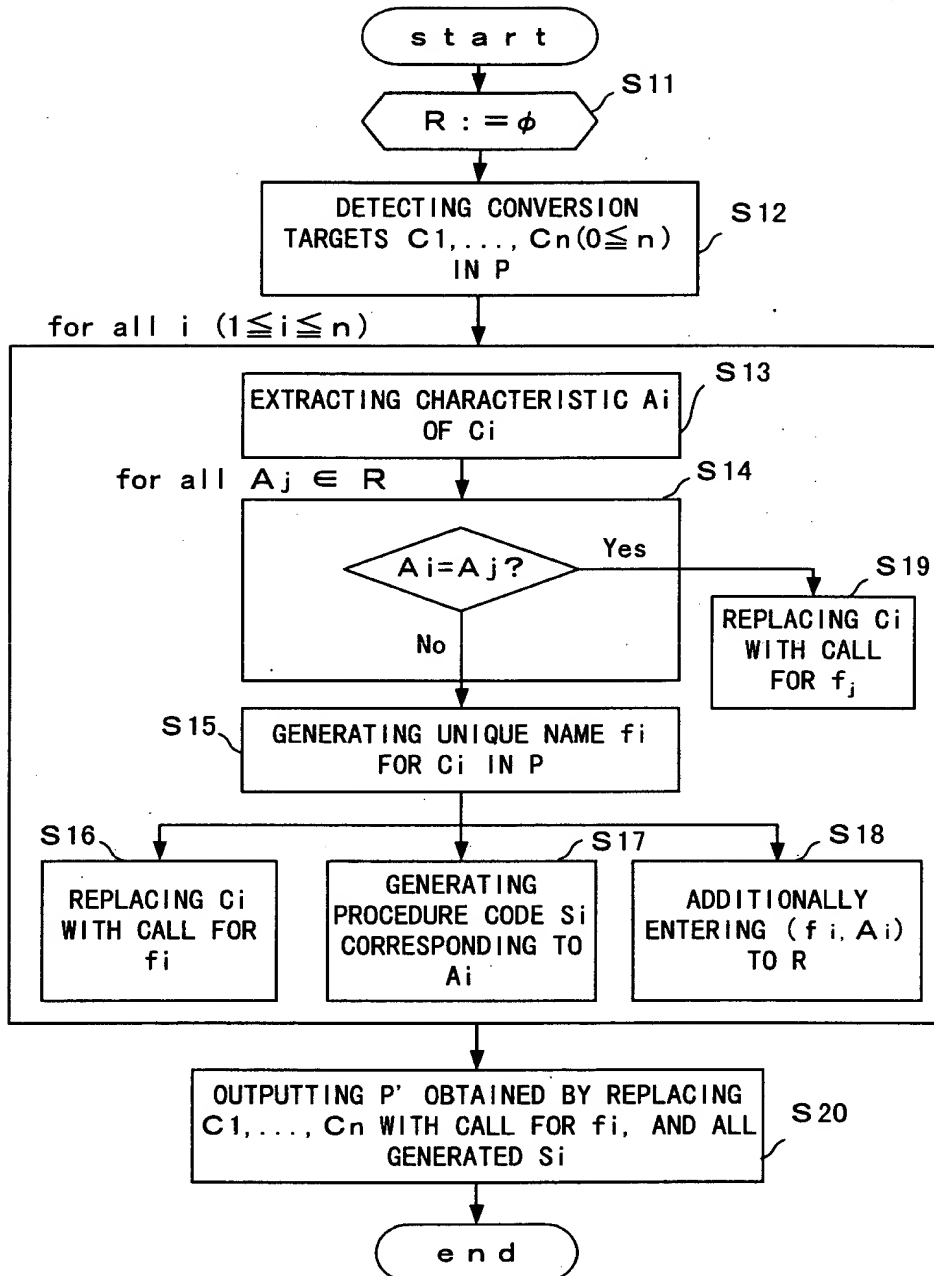 start
S11
R:=φ
DETECTING CONVERSION
TARGETS C1,..., Cn(0≦n)
IN P
S12
for all i (1≦i≦n)
S13
EXTRACTING CHARACTERISTIC Ai
OF Ci
for all Aj ∈ R
S14
Ai=Aj?
Yes
No
S19
REPLACING Ci
WITH CALL
FOR fj
S15
GENERATING UNIQUE NAME fi
FOR Ci IN P
S16
REPLACING Ci
WITH CALL FOR
fi
S17
GENERATING
PROCEDURE CODE Si
CORRESPONDING TO
Ai
S18
ADDITIONALLY
ENTERING (fi, Ai)
TO R
OUTPUTTING P' OBTAINED BY REPLACING
C1,..., Cn WITH CALL FOR fi, AND ALL
GENERATED Si
S20
end